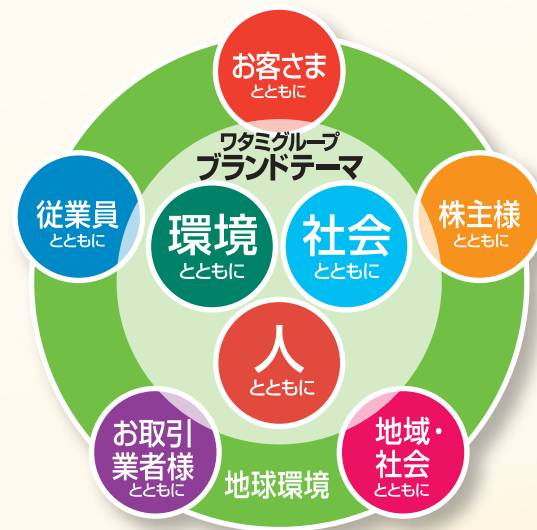 お客さま
とともに
ワタミグループ
ブランドテーマ
従業員
とともに
環境
とともに
社会
とともに
株主様
とともに
人
とともに
お取引
業者様
とともに
地球環境
地域・
社会
とともに